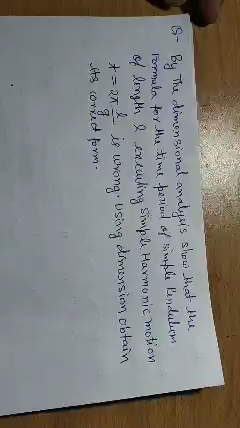 Q- By the dimensional analysis show that the
formula for the time period of simple Pendulum
of length l executing simple Harmonic motion
t = 2π l/g is wrong. using dimension obtain
its correct form.